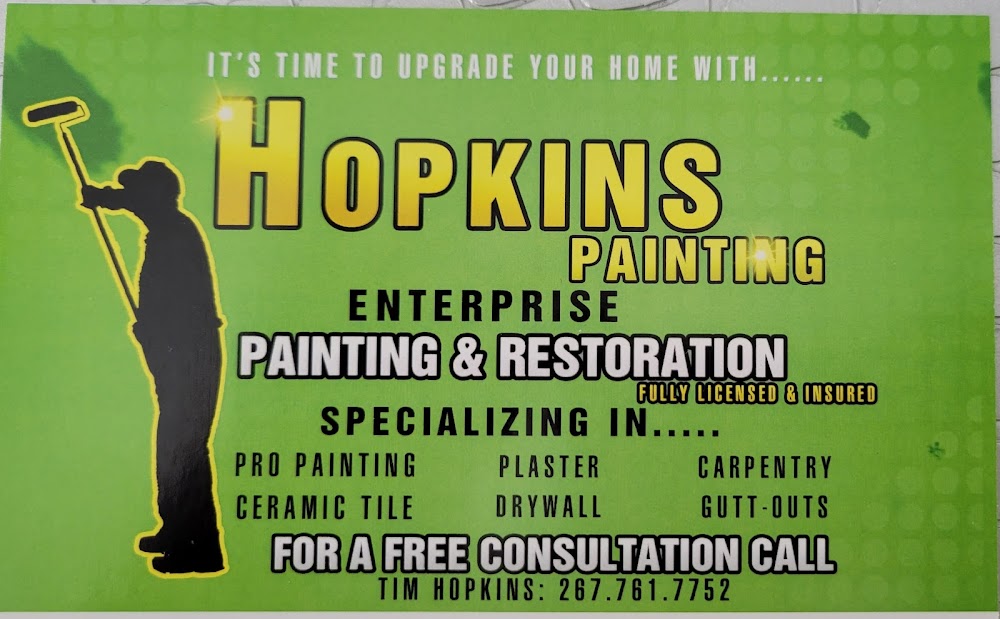 IT'S TIME TO UPGRADE YOUR HOME WITH......
HOPKINS
PAINTING
ENTERPRISE
PAINTING & RESTORATION
FULLY LICENSED & INSURED
SPECIALIZING IN.....
PRO PAINTING PLASTER CARPENTRY
CERAMIC TILE DRYWALL GUTT-OUTS
FOR A FREE CONSULTATION CALL
TIM HOPKINS: 267.761.7752